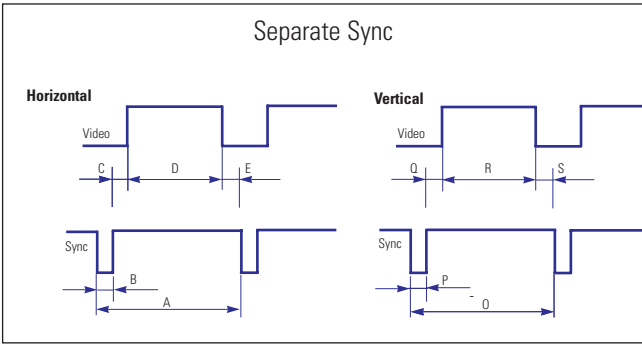 Separate Sync
Horizontal
Video
C D E
Sync
B
A
Vertical
Video
Q R S
Sync
P
- O